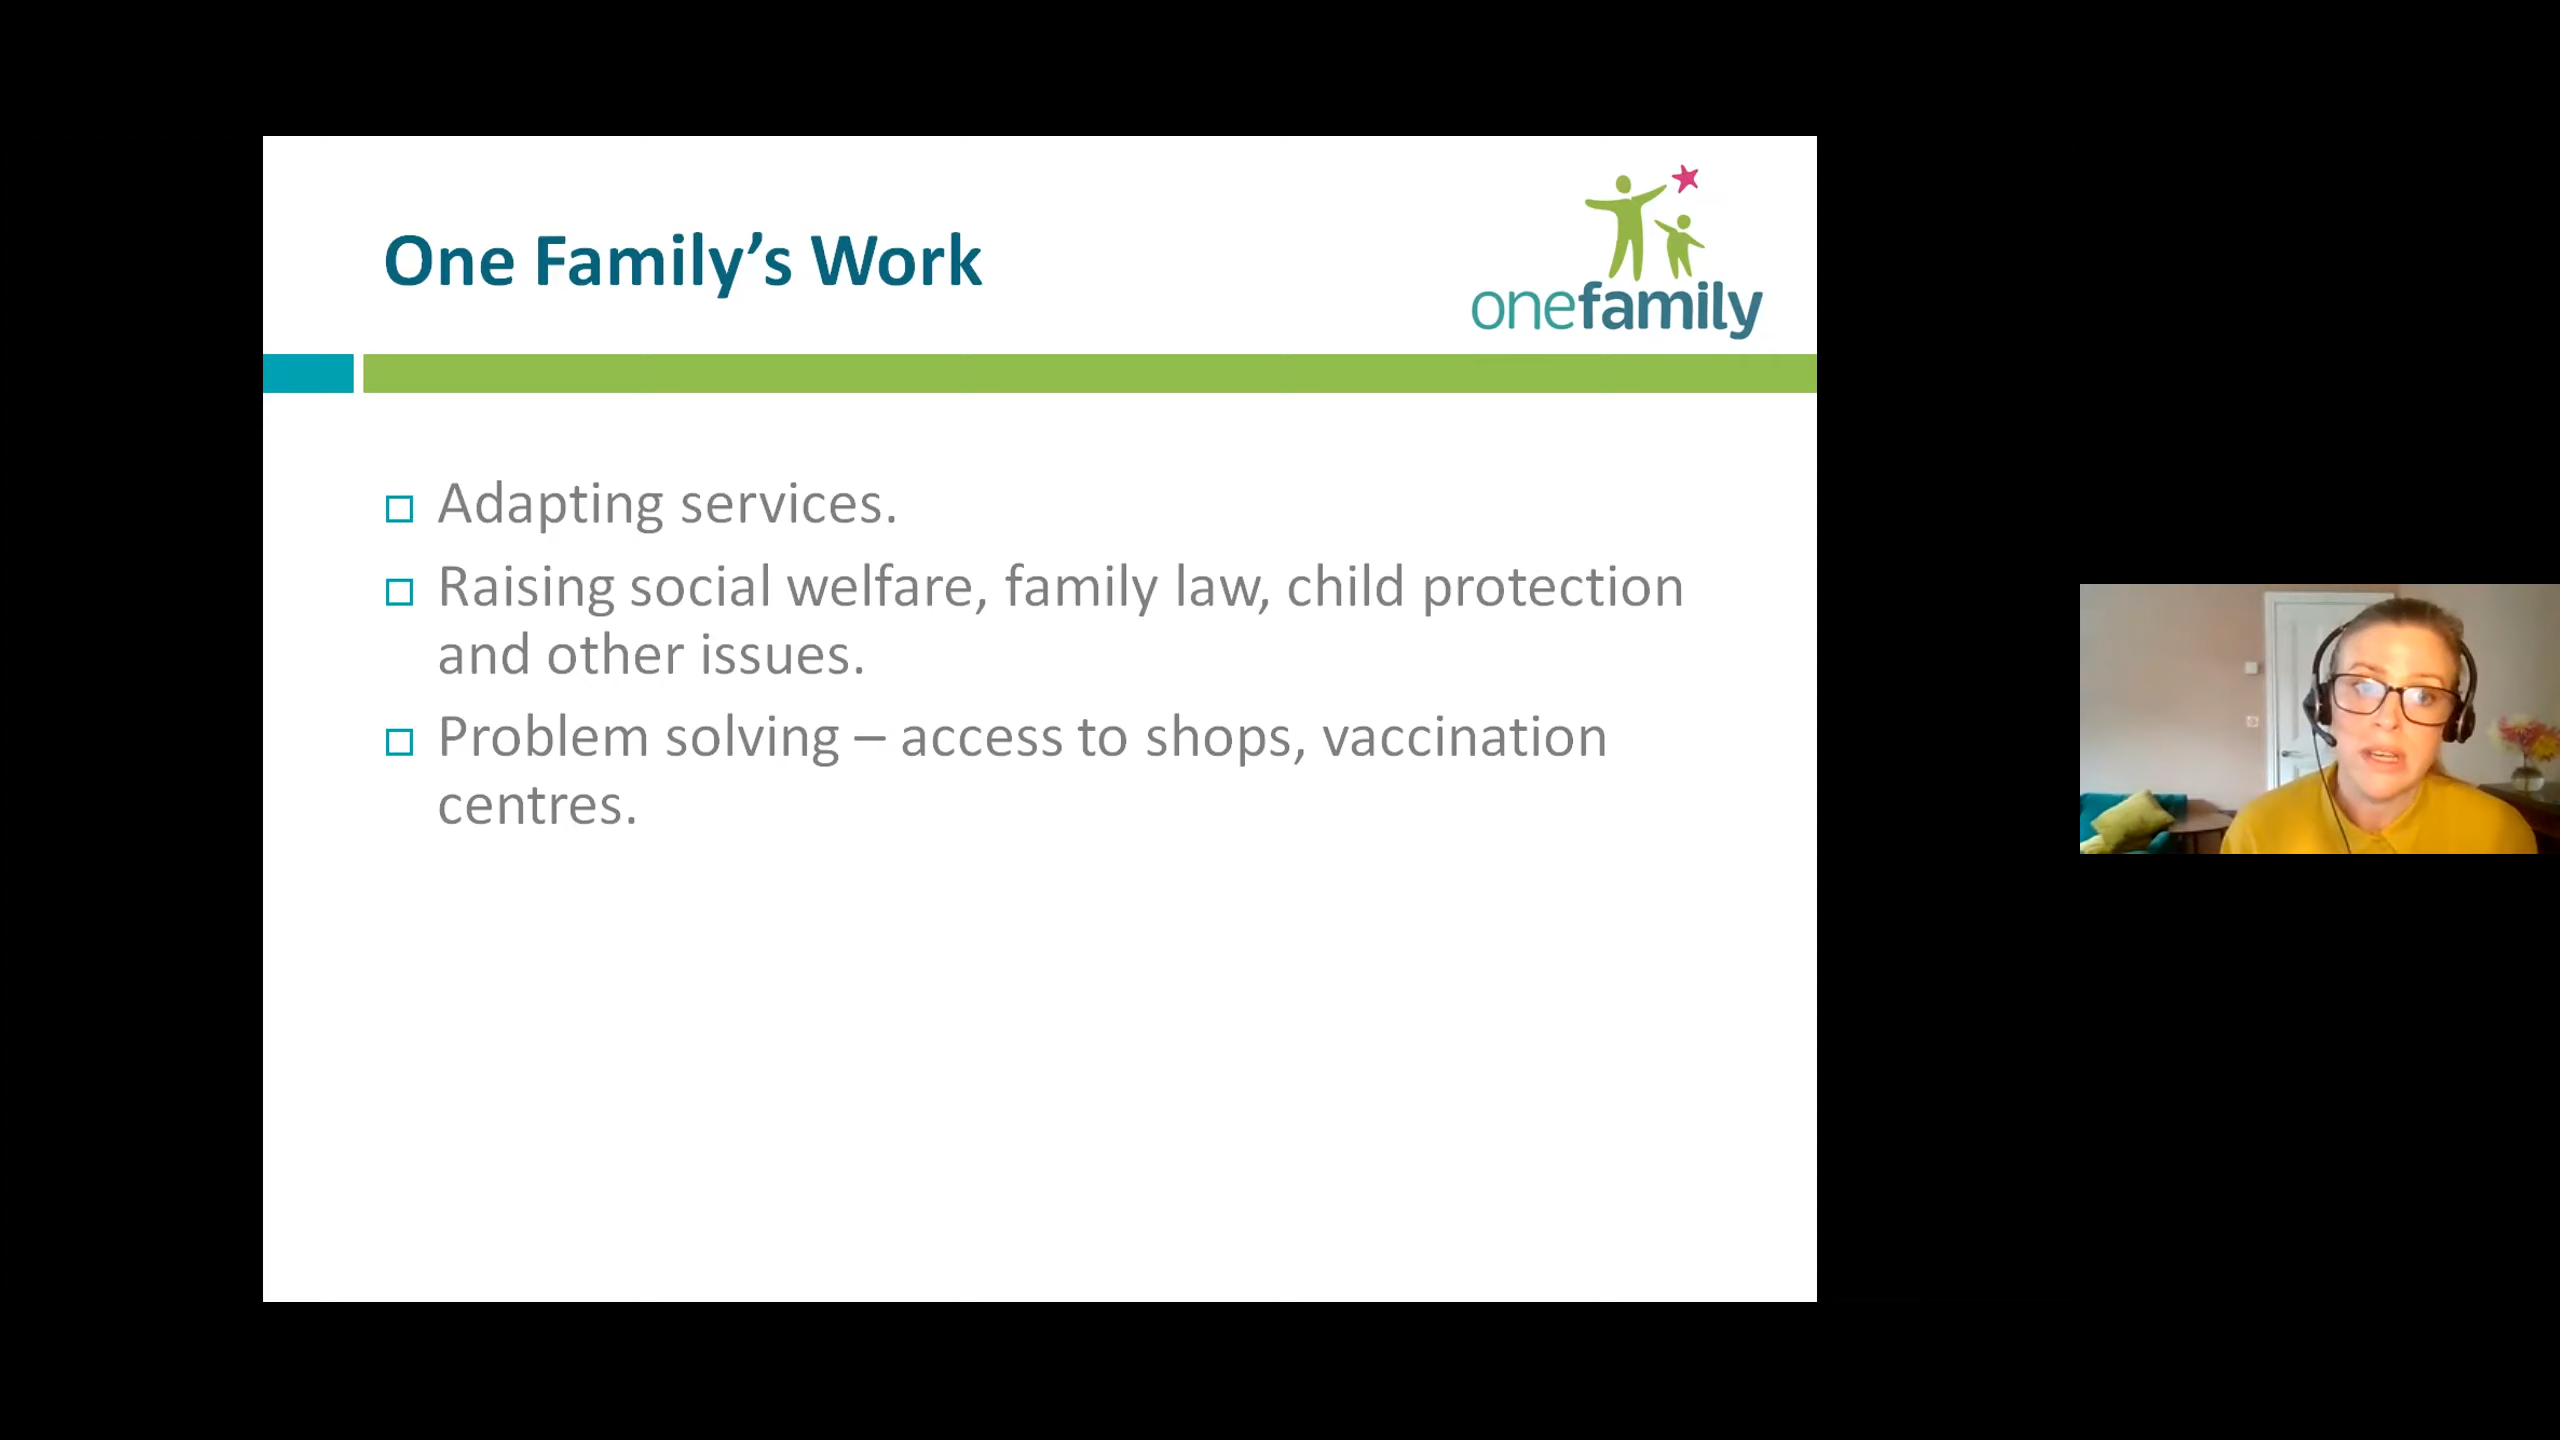 One Family’s Work
onefamily
Adapting services.
Raising social welfare, family law, child protection
and other issues.
Problem solving – access to shops, vaccination
centres.